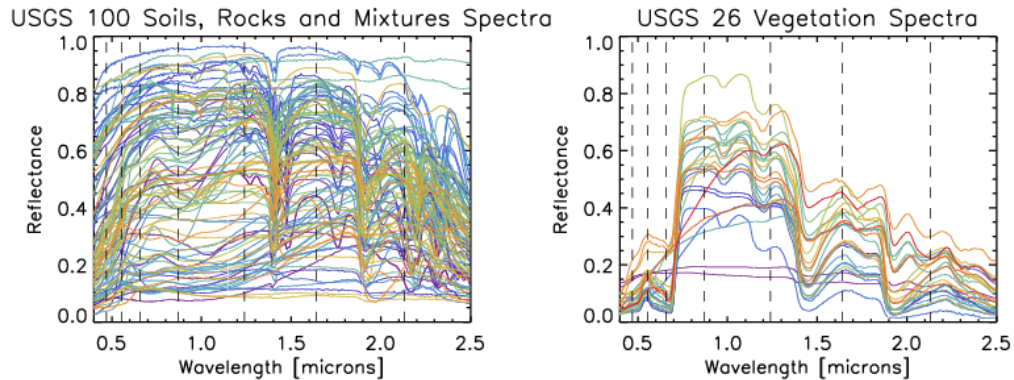 USGS 100 Soils, Rocks and Mixtures Spectra
1.0
0.8
0.6
0.4
0.2
0.0
Reflectance
0.5 1.0 1.5 2.0 2.5
Wavelength [microns]
USGS 26 Vegetation Spectra
1.0
0.8
0.6
0.4
0.2
0.0
Reflectance
0.5 1.0 1.5 2.0 2.5
Wavelength [microns]